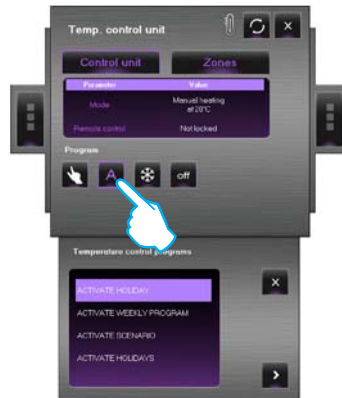 Temp. control unit
Control unit Zones
Parameter Value
Mode Manual heating
at 20°C
Remote control Not locked
Program
A off
Temperature control programs
ACTIVATE HOLIDAY
ACTIVATE WEEKLY PROGRAM
ACTIVATE SCENARIO
ACTIVATE HOLIDAYS